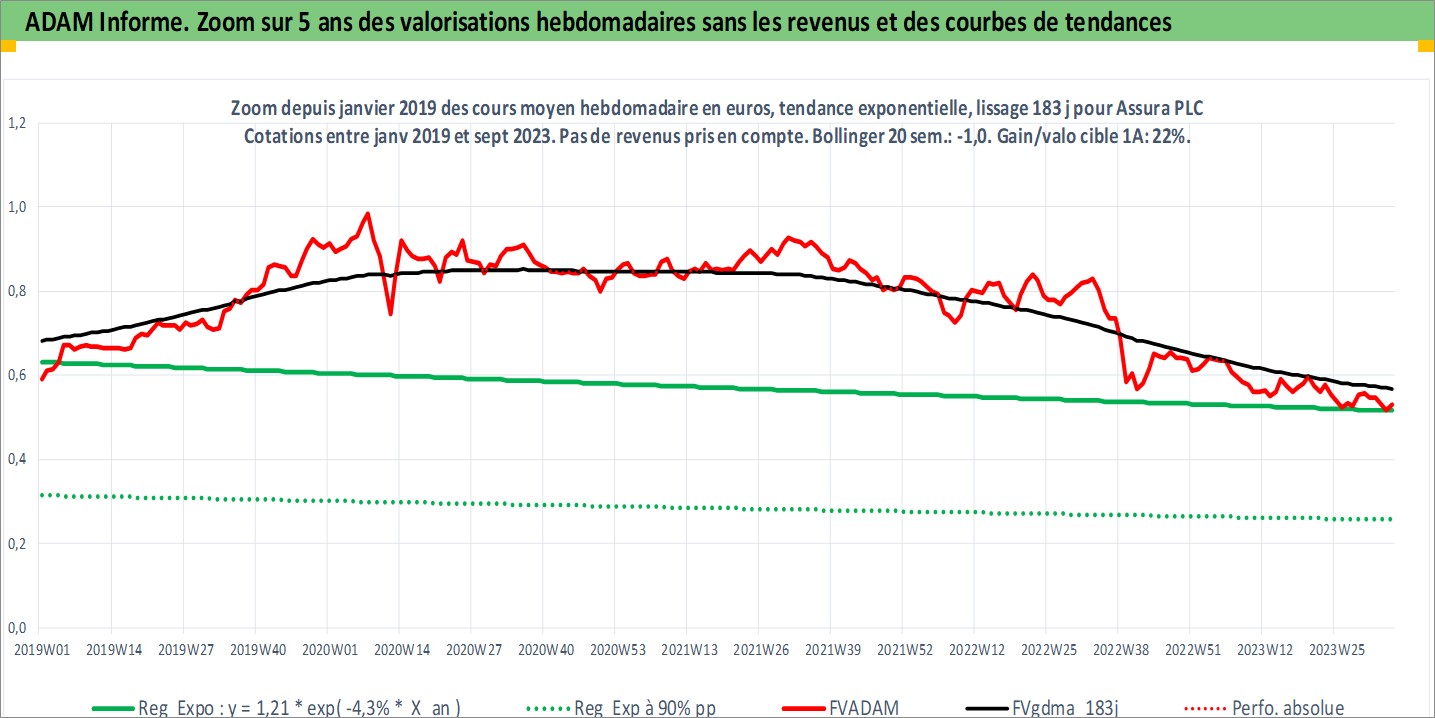 ADAM Informe. Zoom sur 5 ans des valorisations hebdomadaires sans les revenus et des courbes de tendances
Zoom depuis janvier 2019 des cours moyen hebdomadaire en euros, tendance exponentielle, lissage 183 j pour Assura PLC
Cotations entre janv 2019 et sept 2023. Pas de revenus pris en compte. Bollinger 20 sem.: -1,0. Gain/valo cible 1A: 22%.
1,2
1,0
0,8
0,6
0,4
0,2
0,0
2019W01 2019W14 2019W27 2019W40 2020W01 2020W14 2020W27 2020W40 2020W53 2021W13 2021W26 2021W39 2021W52 2022W12 2022W25 2022W38 2022W51 2023W12 2023W25
Reg Expo : y = 1,21 * exp( -4,3% * X an ) Reg Exp à 90% pp FVADAM FVgdma 183j Perfo. absolue